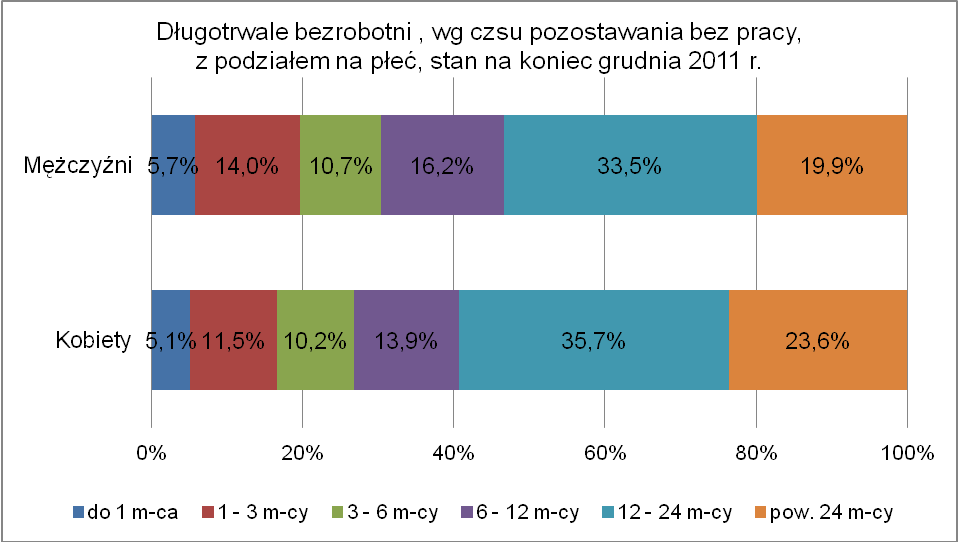 Długotrwale bezrobotni , wg czsu pozostawania bez pracy,
z podziałem na płeć, stan na koniec grudnia 2011 r.
Mężczyźni 5,7% 14,0% 10,7% 16,2% 33,5% 19,9%
Kobiety 5,1% 11,5% 10,2% 13,9% 35,7% 23,6%
0% 20% 40% 60% 80% 100%
do 1 m-ca 1 - 3 m-cy 3 - 6 m-cy 6 - 12 m-cy 12 - 24 m-cy pow. 24 m-cy